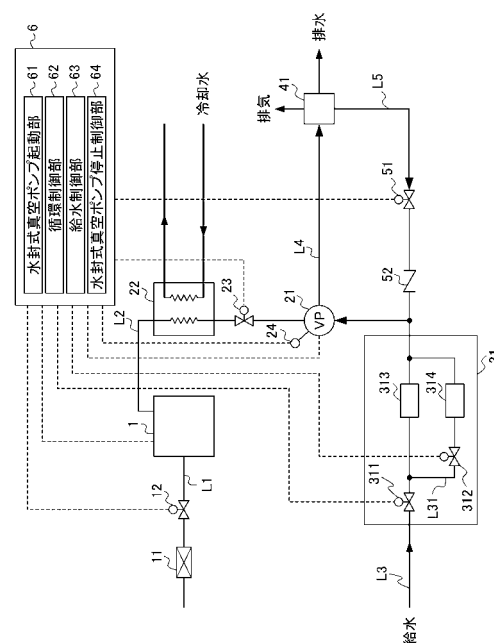 6
水封式真空ポンプ起動部 61
循環制御部 62
給水制御部 63
水封式真空ポンプ停止制御部 64
冷却水
排水
排気
41
L5
51
52
22
23
L2
L4
21
VP
24
1
12
L1
11
31
313
314
311
312
L31
L3
給水